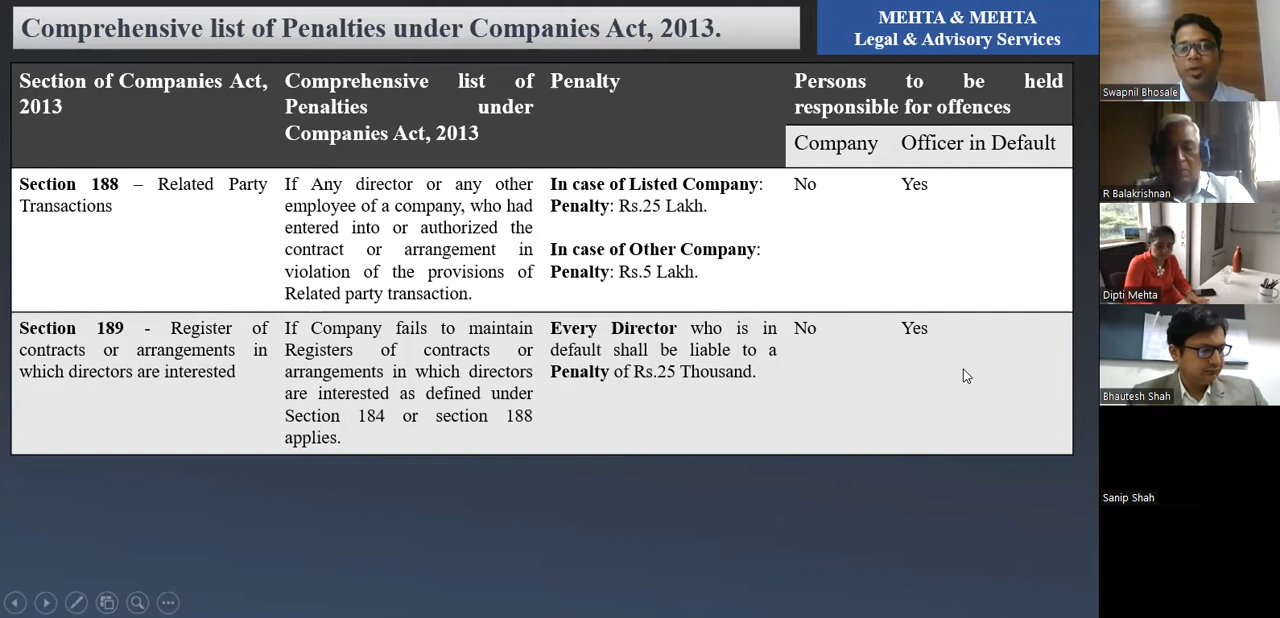 Comprehensive list of Penalties under Companies Act, 2013.
MEHTA & MEHTA
Legal & Advisory Services
Section of Companies Act,
2013
Comprehensive list of
Penalties under
Companies Act, 2013
Penalty
Persons to be held
responsible for offences
Company
Officer in Default
Section 188 – Related Party
Transactions
If Any director or any other
employee of a company, who had
entered into or authorized the
contract or arrangement in
violation of the provisions of
Related party transaction.
In case of Listed Company:
Penalty: Rs.25 Lakh.
In case of Other Company:
Penalty: Rs.5 Lakh.
No
Yes
Section 189 - Register of
contracts or arrangements in
which directors are interested
If Company fails to maintain
Registers of contracts or
arrangements in which directors
are interested as defined under
Section 184 or section 188
applies.
Every Director who is in
default shall be liable to a
Penalty of Rs.25 Thousand.
No
Yes
Swapnil Bhosale
R Balakrishnan
Dipti Mehta
Bhautesh Shah
Sanip Shah